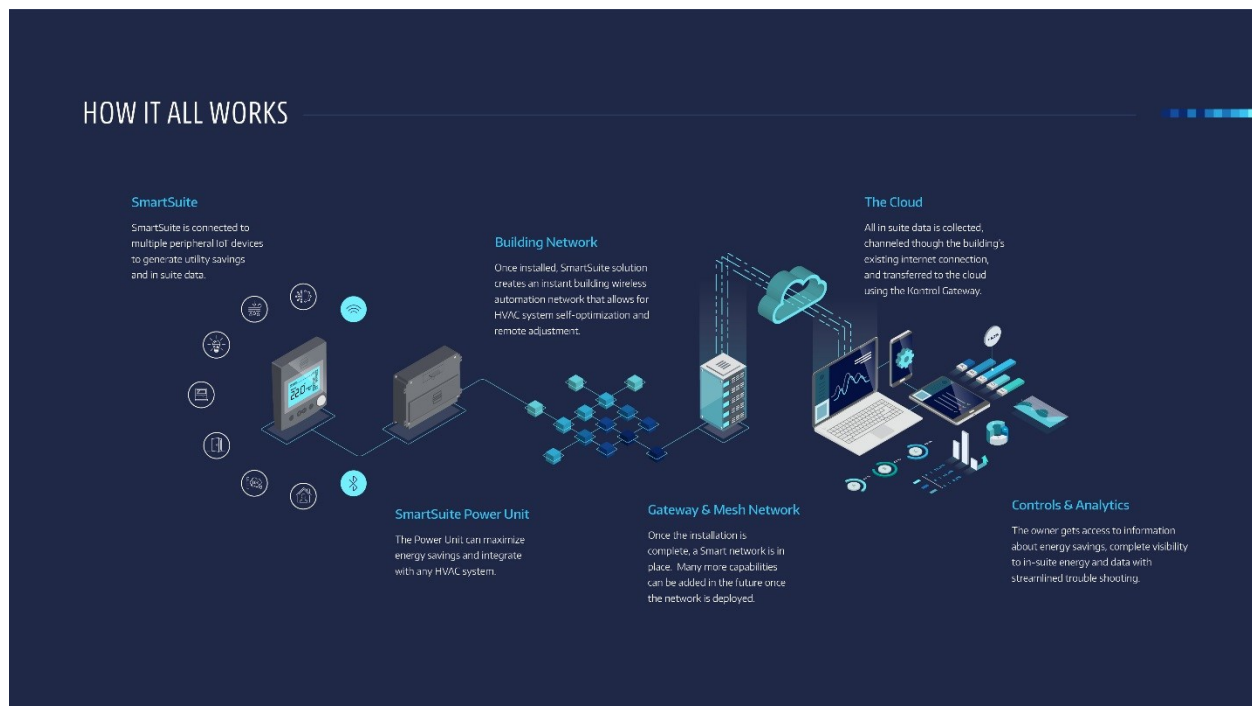 HOW IT ALL WORKS
SmartSuite
SmartSuite is connected to
multiple peripheral IoT devices
to generate utility savings
and in suite data.
Building Network
Once installed, SmartSuite solution
creates an instant building wireless
automation network that allows for
HVAC system self-optimization and
remote adjustment.
The Cloud
All in suite data is collected,
channeled though the building's
existing internet connection,
and transferred to the cloud
using the Kontrol Gateway.
SmartSuite Power Unit
The Power Unit can maximize
energy savings and integrate
with any HVAC system.
Gateway & Mesh Network
Once the installation is
complete, a Smart network is in
place. Many more capabilities
can be added in the future once
the network is deployed.
Controls & Analytics
The owner gets access to information
about energy savings, complete visibility
to in-suite energy and data with
streamlined trouble shooting.